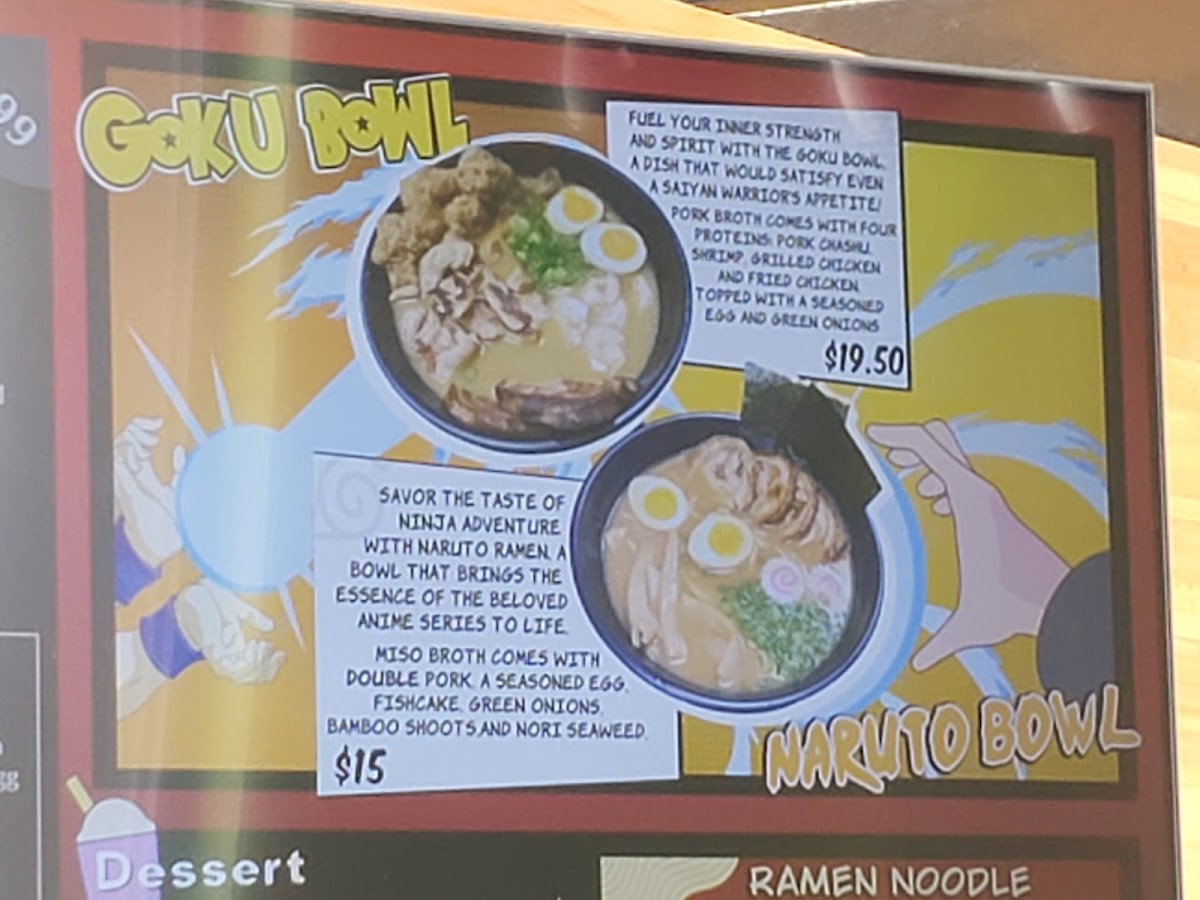 99
GOKU BOWL
FUEL YOUR INNER STRENGTH
AND SPIRIT WITH THE GOKU BOWL.
A DISH THAT WOULD SATISFY EVEN
A SAIYAN WARRIOR'S APPETITE!
PORK BROTH COMES WITH FOUR
PROTEINS: PORK CHASHU,
SHRIMP, GRILLED CHICKEN
AND FRIED CHICKEN.
TOPPED WITH A SEASONED
EGG AND GREEN ONIONS
$19.50
SAVOR THE TASTE OF
NINJA ADVENTURE
WITH NARUTO RAMEN. A
BOWL THAT BRINGS THE
ESSENCE OF THE BELOVED
ANIME SERIES TO LIFE.
MISO BROTH COMES WITH
DOUBLE PORK, A SEASONED EGG,
FISHCAKE, GREEN ONIONS,
BAMBOO SHOOTS,AND NORI SEAWEED.
$15
NARUTO BOWL
Dessert
RAMEN NOODLE